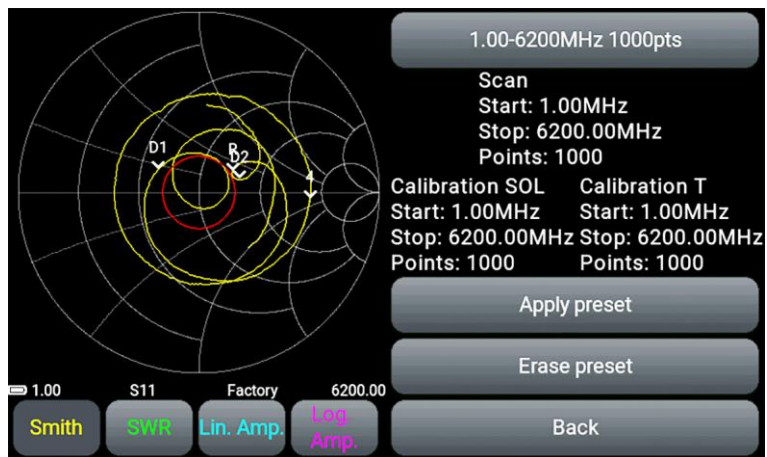 1.00-6200MHz 1000pts
Scan
Start: 1.00MHz
Stop: 6200.00MHz
Points: 1000
Calibration SOL
Start: 1.00MHz
Stop: 6200.00MHz
Points: 1000
Calibration T
Start: 1.00MHz
Stop: 6200.00MHz
Points: 1000
Apply preset
Erase preset
Back
D1
R
D2
4
1.00 S11 Factory 6200.00
Smith
SWR
Lin. Amp.
Log
Amp.